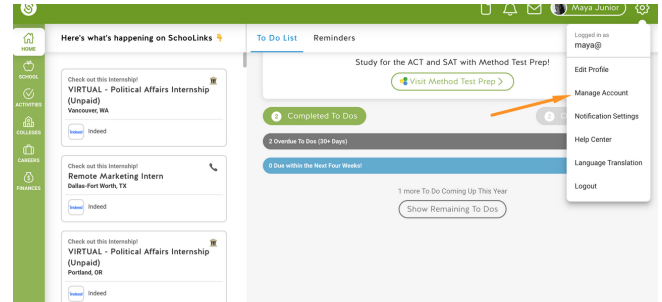 Maya Junior
HOME
SCHOOL
ACTIVITIES
COLLEGES
CAREERS
FINANCES
Here's what's happening on SchooLinks 👇
Check out this Internship!
VIRTUAL - Political Affairs Internship
(Unpaid)
Vancouver, WA
indeed Indeed
Check out this Internship!
Remote Marketing Intern
Dallas-Fort Worth, TX
indeed Indeed
Check out this Internship!
VIRTUAL - Political Affairs Internship
(Unpaid)
Portland, OR
indeed Indeed
To Do List Reminders
Study for the ACT and SAT with Method Test Prep!
Visit Method Test Prep >
2 Completed To Dos
2
2 Overdue To Dos (30+ Days)
0 Due within the Next Four Weeks!
1 more To Do Coming Up This Year
Show Remaining To Dos
Logged in as
maya@
Edit Profile
Manage Account
Notification Settings
Help Center
Language Translation
Logout